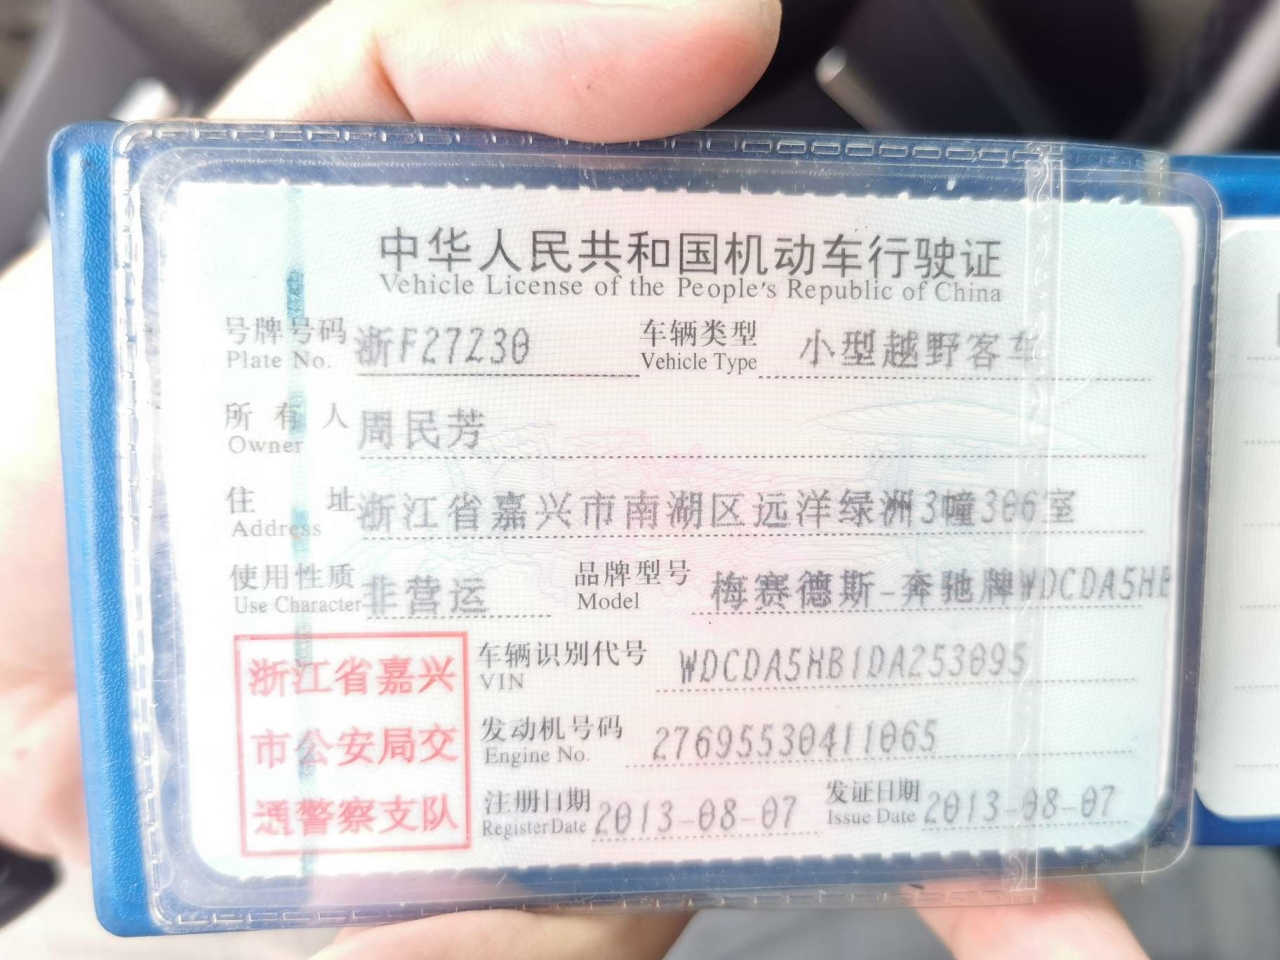 中华人民共和国机动车行驶证
Vehicle License of the People's Republic of China
号牌号码 浙F27230 车辆类型 小型越野客车
Plate No. Vehicle Type
所有人 周民芳
Owner
住址 浙江省嘉兴市南湖区远洋绿洲3幢306室
Address
使用性质 非营运 品牌型号 梅赛德斯-奔驰牌WDCDA5HB
Use Character Model
浙江省嘉兴
市公安局交
通警察支队
车辆识别代号 WDCDA5HB1DA253095
VIN
发动机号码 27695530411065
Engine No.
注册日期 2013-08-07 发证日期 2013-08-07
Register Date Issue Date